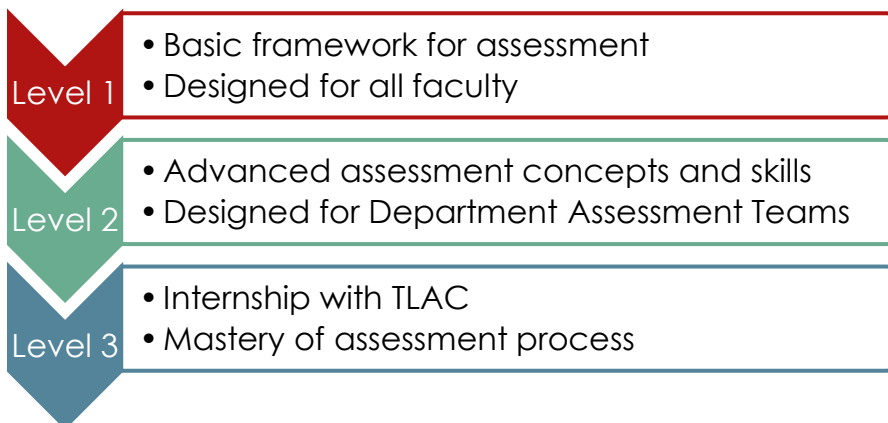 Level 1
• Basic framework for assessment
• Designed for all faculty
Level 2
• Advanced assessment concepts and skills
• Designed for Department Assessment Teams
Level 3
• Internship with TLAC
• Mastery of assessment process